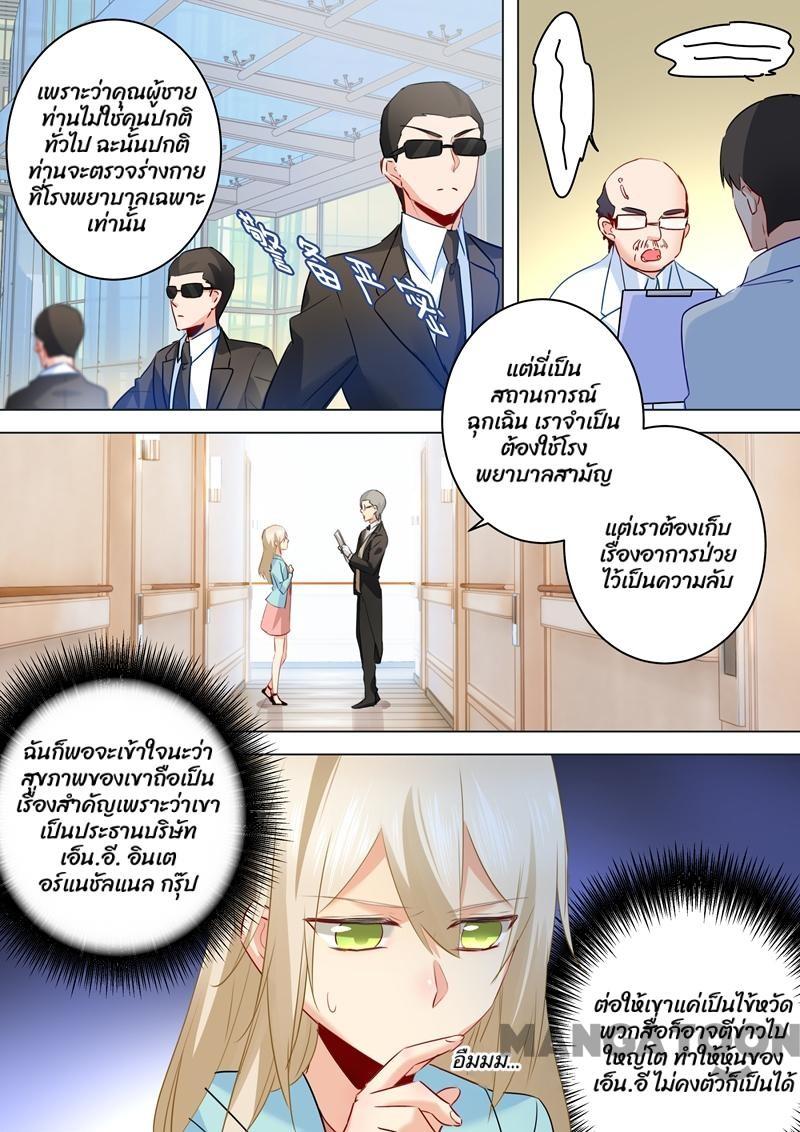 เพราะว่าคุณผู้ชาย
ท่านไม่ใช่คนปกติ
ทั่วไป ฉะนั้นปกติ
ท่านจะตรวจร่างกาย
ที่โรงพยาบาลเฉพาะ
เท่านั้น
แต่นี่เป็น
สถานการณ์
ฉุกเฉิน เราจำเป็น
ต้องใช้โรง
พยาบาลสามัญ
แต่เราต้องเก็บ
เรื่องอาการป่วย
ไว้เป็นความลับ
ฉันก็พอจะเข้าใจนะว่า
สุขภาพของเขาถือเป็น
เรื่องสำคัญเพราะว่าเขา
เป็นประธานบริษัท
เอ็น.อี. อินเต
อร์แนชัลแนล กรุ๊ป
ต่อให้เขาแค่เป็นไข้หวัด
พวกสื่อก็อาจตีข่าวไป
ใหญ่โต ทำให้หุ้นของ
เอ็น.อี ไม่คงตัวก็เป็นได้
อืมมม...
MANGATOON